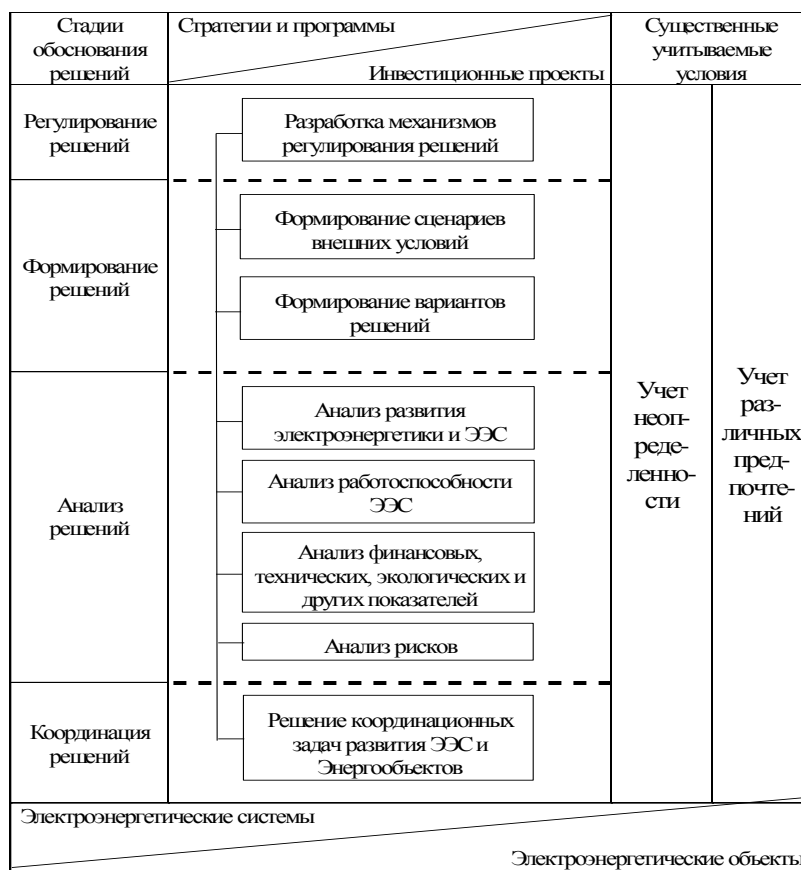 Стадии
обоснования
решений
Стратегии и программы
Инвестиционные проекты
Существенные
учитываемые
условия
Регулирование
решений
Разработка механизмов
регулирования решений
Формирование
решений
Формирование сценариев
внешних условий
Формирование вариантов
решений
Анализ
решений
Анализ развития
электроэнергетики и ЭЭС
Анализ работоспособности
ЭЭС
Анализ финансовых,
технических, экологических и
других показателей
Анализ рисков
Координация
решений
Решение координационных
задач развития ЭЭС и
Энергообъектов
Учет
неоп-
реде-
ленно-
сти
Учет
раз-
личных
пред-
почте-
ний
Электроэнергетические системы
Электроэнергетические объекты